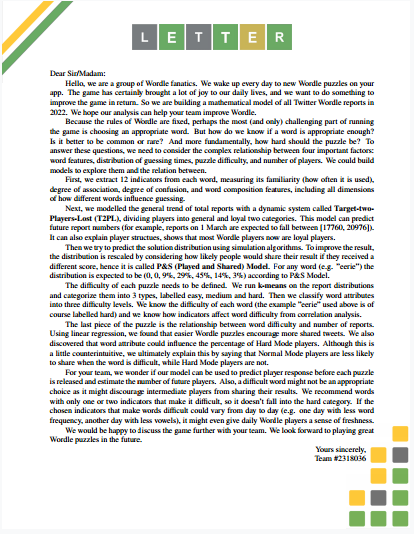 LETTER
Dear Sir/Madam:
Hello, we are a group of Wordle fanatics. We wake up every day to new Wordle puzzles on your
app. The game has certainly brought a lot of joy to our daily lives, and we want to do something to
improve the game in return. So we are building a mathematical model of all Twitter Wordle reports in
2022. We hope our analysis can help your team improve Wordle.
Because the rules of Wordle are fixed, perhaps the most (and only) challenging part of running
the game is choosing an appropriate word. But how do we know if a word is appropriate enough?
Is it better to be common or rare? And more fundamentally, how hard should the puzzle be? To
answer these questions, we need to consider the complex relationship between four important factors:
word features, distribution of guessing times, puzzle difficulty, and number of players. We could build
models to explore them and the relation between.
First, we extract 12 indicators from each word, measuring its familiarity (how often it is used),
degree of association, degree of confusion, and word composition features, including all dimensions
of how different words influence guessing.
Next, we modelled the general trend of total reports with a dynamic system called Target-two-
Players-Lost (T2PL), dividing players into general and loyal two categories. This model can predict
future report numbers (for example, reports on 1 March are expected to fall between [17760, 20976]).
It can also explain player structues, shows that most Wordle players now are loyal players.
Then we try to predict the solution distribution using simulation algorithms. To improve the result,
the distribution is rescaled by considering how likely people would share their result if they received a
different score, hence it is called P&S (Played and Shared) Model. For any word (e.g. "eerie") the
distribution is expected to be (0, 0, 9%, 29%, 45%, 14%, 3%) according to P&S Model.
The difficulty of each puzzle needs to be defined. We run k-means on the report distributions
and categorize them into 3 types, labelled easy, medium and hard. Then we classify word attributes
into three difficulty levels. We know the difficulty of each word (the example "eerie" used above is of
course labelled hard) and we know how indicators affect word difficulty from correlation analysis.
The last piece of the puzzle is the relationship between word difficulty and number of reports.
Using linear regression, we found that easier Wordle puzzles encourage more shared tweets. We also
discovered that word attribute could influence the percentage of Hard Mode players. Although this is
a little counterintuitive, we ultimately explain this by saying that Normal Mode players are less likely
to share when the word is difficult, while Hard Mode players are not.
For your team, we wonder if our model can be used to predict player response before each puzzle
is released and estimate the number of future players. Also, a difficult word might not be an appropriate
choice as it might discourage intermediate players from sharing their results. We recommend words
with only one or two indicators that make it difficult, so it doesn't fall into the hard category. If the
chosen indicators that make words difficult could vary from day to day (e.g. one day with less word
frequency, another day with less vowels), it might even give daily Wordle players a sense of freshness.
We would be happy to discuss the game further with your team. We look forward to playing great
Wordle puzzles in the future.
Yours sincerely,
Team #2318036